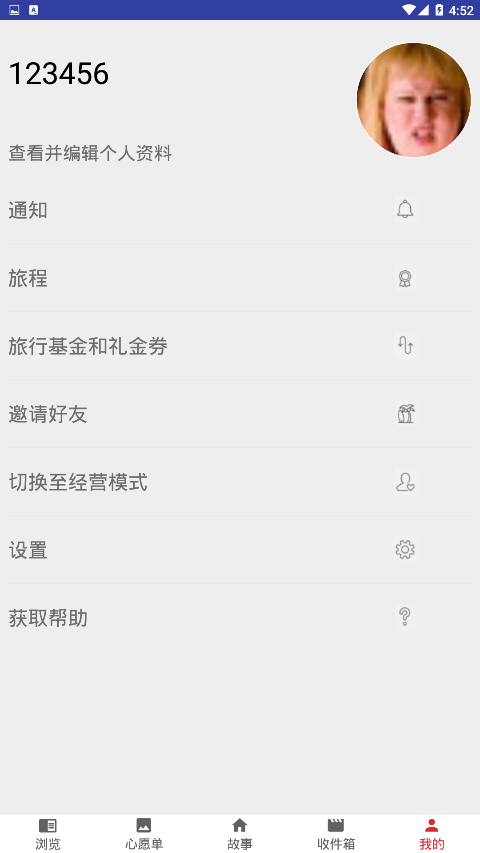 4:52
123456
查看并编辑个人资料
通知
旅程
旅行基金和礼金券
邀请好友
切换至经营模式
设置
获取帮助
浏览 心愿单 故事 收件箱 我的